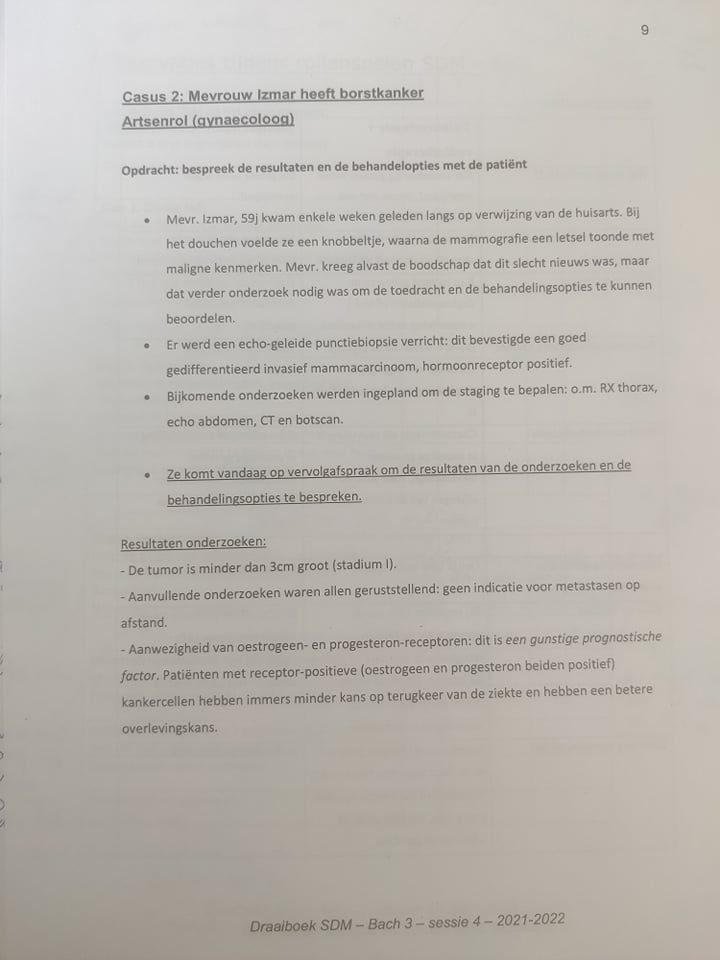 9
Casus 2: Mevrouw Izmar heeft borstkanker
Artsenrol (gynaecoloog)
Opdracht: bespreek de resultaten en de behandelopties met de patiënt
• Mevr. Izmar, 59j kwam enkele weken geleden langs op verwijzing van de huisarts. Bij
het douchen voelde ze een knobbeltje, waarna de mammografie een letsel toonde met
maligne kenmerken. Mevr. kreeg alvast de boodschap dat dit slecht nieuws was, maar
dat verder onderzoek nodig was om de toedracht en de behandelingsopties te kunnen
beoordelen.
• Er werd een echo-geleide punctiebiopsie verricht: dit bevestigde een goed
gedifferentieerd invasief mammacarcinoom, hormoonreceptor positief.
• Bijkomende onderzoeken werden ingepland om de staging te bepalen: o.m. RX thorax,
echo abdomen, CT en botscan.
• Ze komt vandaag op vervolgafspraak om de resultaten van de onderzoeken en de
behandelingsopties te bespreken.
Resultaten onderzoeken:
- De tumor is minder dan 3cm groot (stadium I).
- Aanvullende onderzoeken waren allen geruststellend: geen indicatie voor metastasen op
afstand.
- Aanwezigheid van oestrogeen- en progesteron-receptoren: dit is een gunstige prognostische
factor. Patiënten met receptor-positieve (oestrogeen en progesteron beiden positief)
kankercellen hebben immers minder kans op terugkeer van de ziekte en hebben een betere
overlevingskans.
Draaiboek SDM – Bach 3 – sessie 4 – 2021-2022